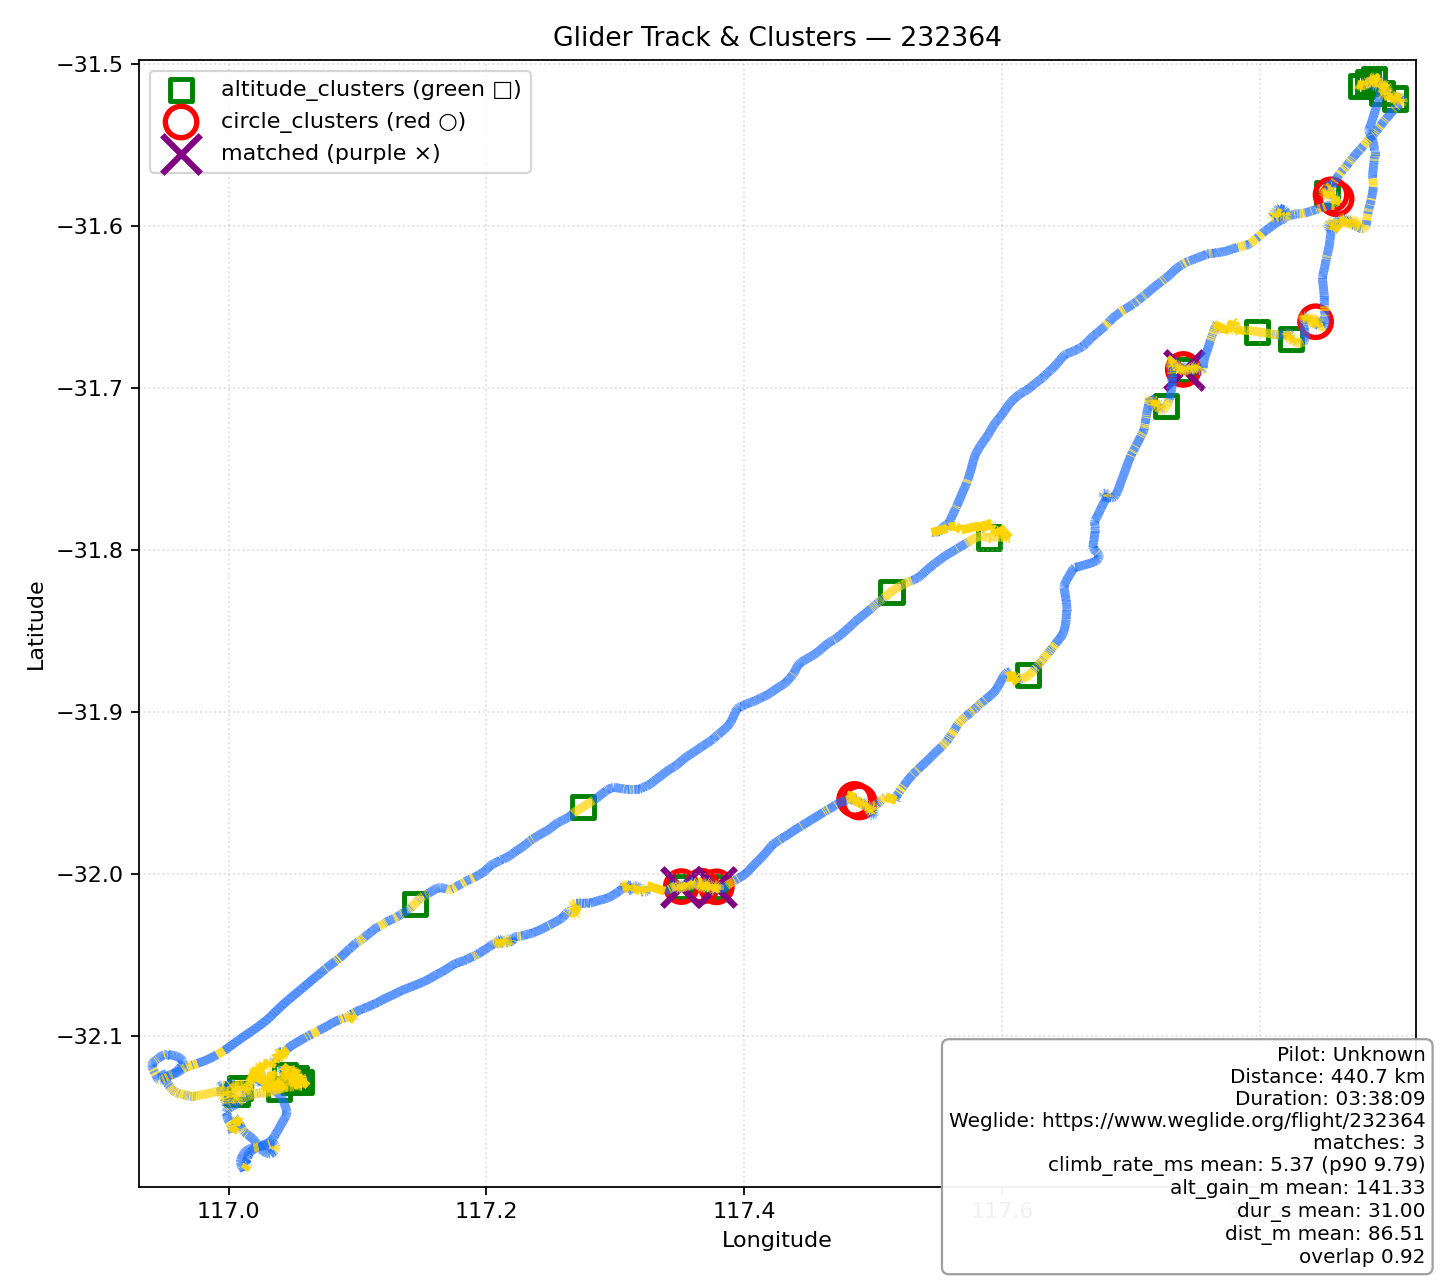 Glider Track & Clusters — 232364
altitude_clusters (green □)
circle_clusters (red ○)
matched (purple ×)
−31.5
−31.6
−31.7
−31.8
−31.9
−32.0
−32.1
Latitude
117.0
117.2
117.4
117.6
Longitude
Pilot: Unknown
Distance: 440.7 km
Duration: 03:38:09
Weglide: https://www.weglide.org/flight/232364
matches: 3
climb_rate_ms mean: 5.37 (p90 9.79)
alt_gain_m mean: 141.33
dur_s mean: 31.00
dist_m mean: 86.51
overlap 0.92